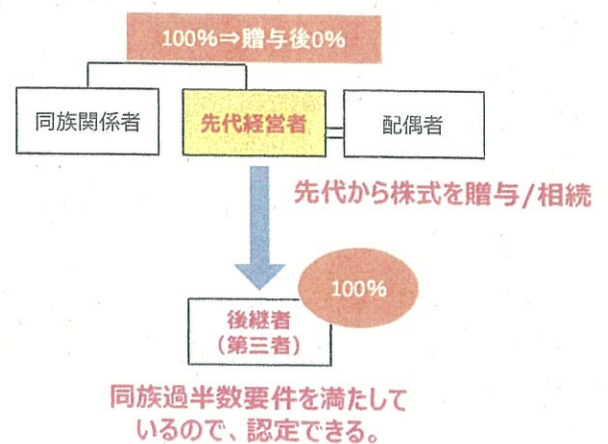 100%⇒贈与後0%
同族関係者
先代経営者
配偶者
先代から株式を贈与/相続
100%
後継者
(第三者)
同族過半数要件を満たして
いるので、認定できる。